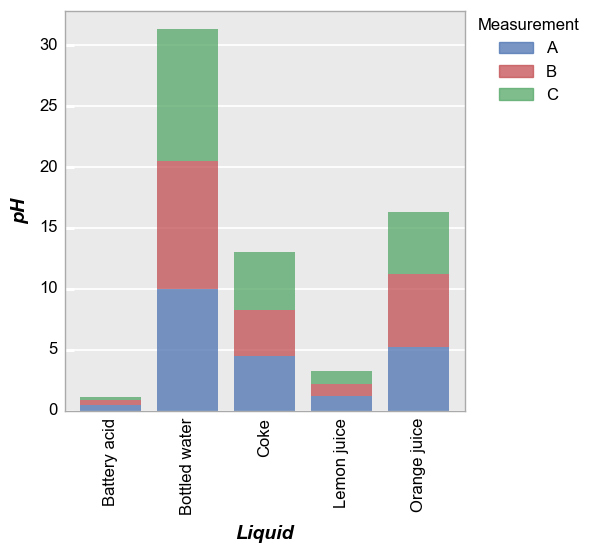 Measurement
A
B
C
pH
30
25
20
15
10
5
0
Battery acid
Bottled water
Coke
Lemon juice
Orange juice
Liquid